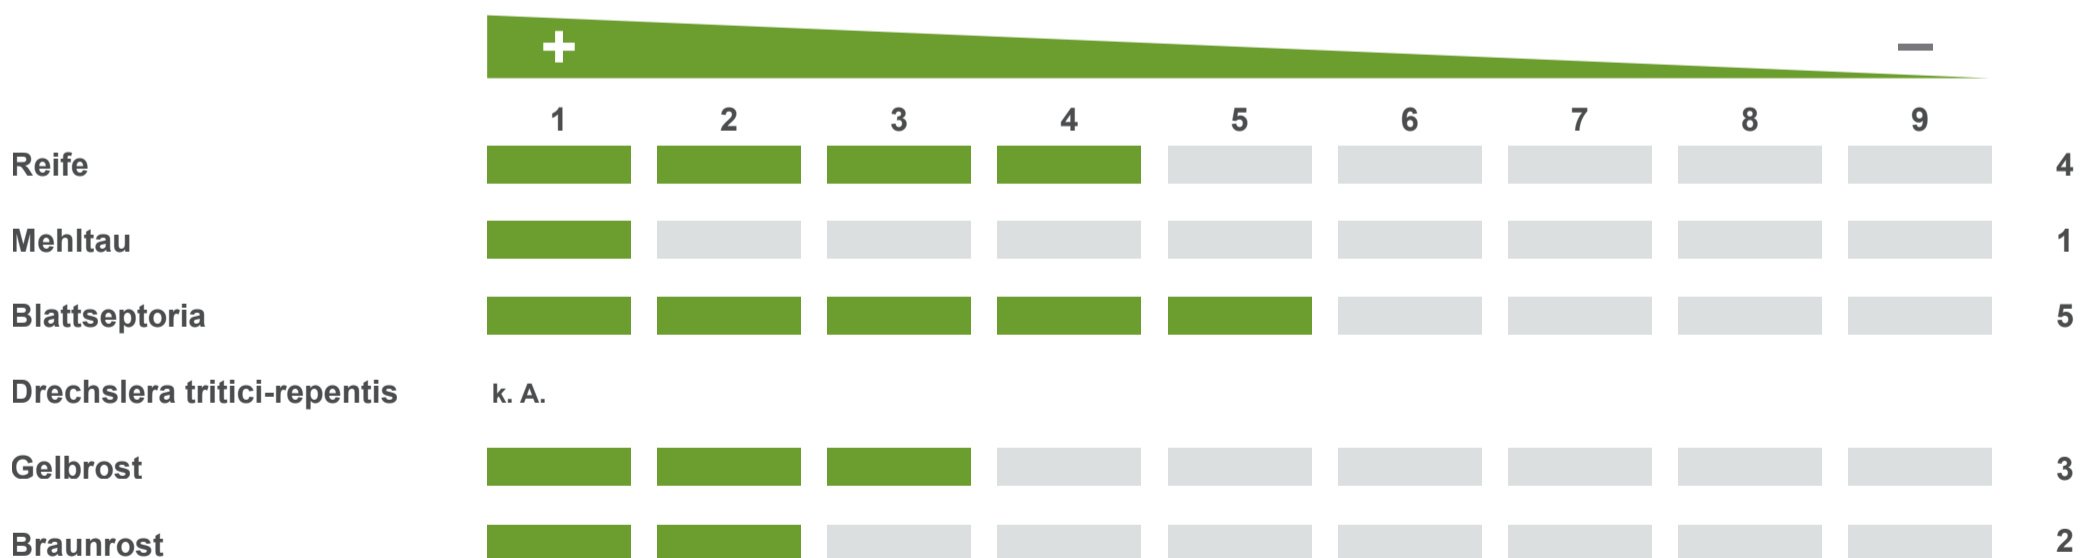 + −
1 2 3 4 5 6 7 8 9
Reife 4
Mehltau 1
Blattseptoria 5
Drechslera tritici-repentis k. A.
Gelbrost 3
Braunrost 2